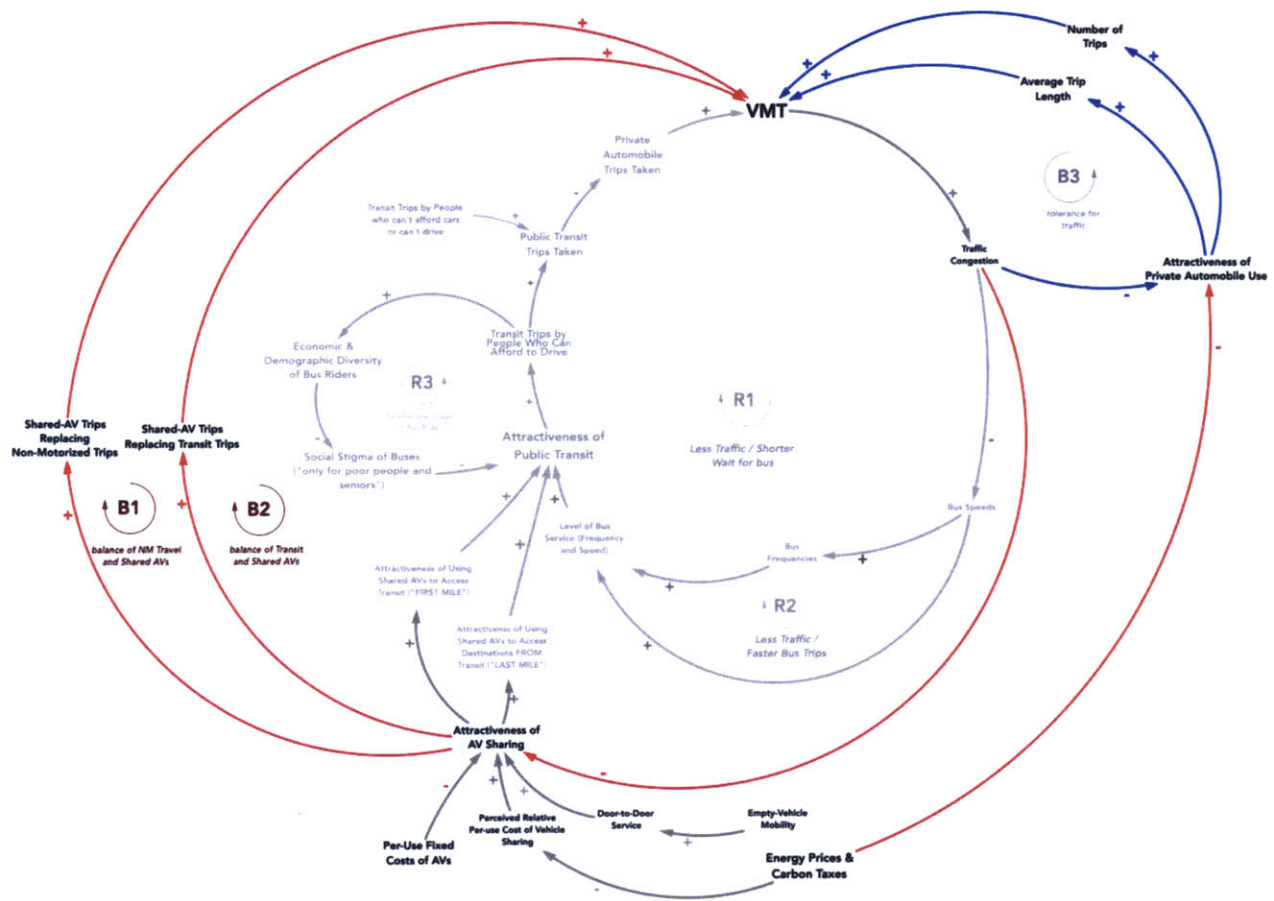 Number of
Trips
Average Trip
Length
VMT
Private
Automobile
Trips Taken
B3
tolerance for
traffic
Transit Trips by People
who can't afford cars
or can't drive
Public Transit
Trips Taken
Traffic
Congestion
Attractiveness of
Private Automobile Use
Transit Trips by
People Who Can
Afford to Drive
Economic &
Demographic Diversity
of Bus Riders
R3
R1
Less Traffic / Shorter
Wait for bus
Shared-AV Trips
Replacing
Non-Motorized Trips
Shared-AV Trips
Replacing Transit Trips
Attractiveness of
Public Transit
Social Stigma of Buses
("only for poor people and
seniors")
B1
balance of NM Travel
and Shared AVs
B2
balance of Transit
and Shared AVs
Bus Speeds
Level of Bus
Service (Frequency
and Speed)
Bus
Frequencies
Attractiveness of Using
Shared AVs to Access
Transit ("FIRST MILE")
R2
Less Traffic /
Faster Bus Trips
Attractivenes of Using
Shared AVs to Access
Destinations FROM
Transit ("LAST MILE")
Attractiveness of
AV Sharing
Per-Use Fixed
Costs of AVs
Perceived Relative
Per-use Cost of Vehicle
Sharing
Door-to-Door
Service
Empty-Vehicle
Mobility
Energy Prices &
Carbon Taxes